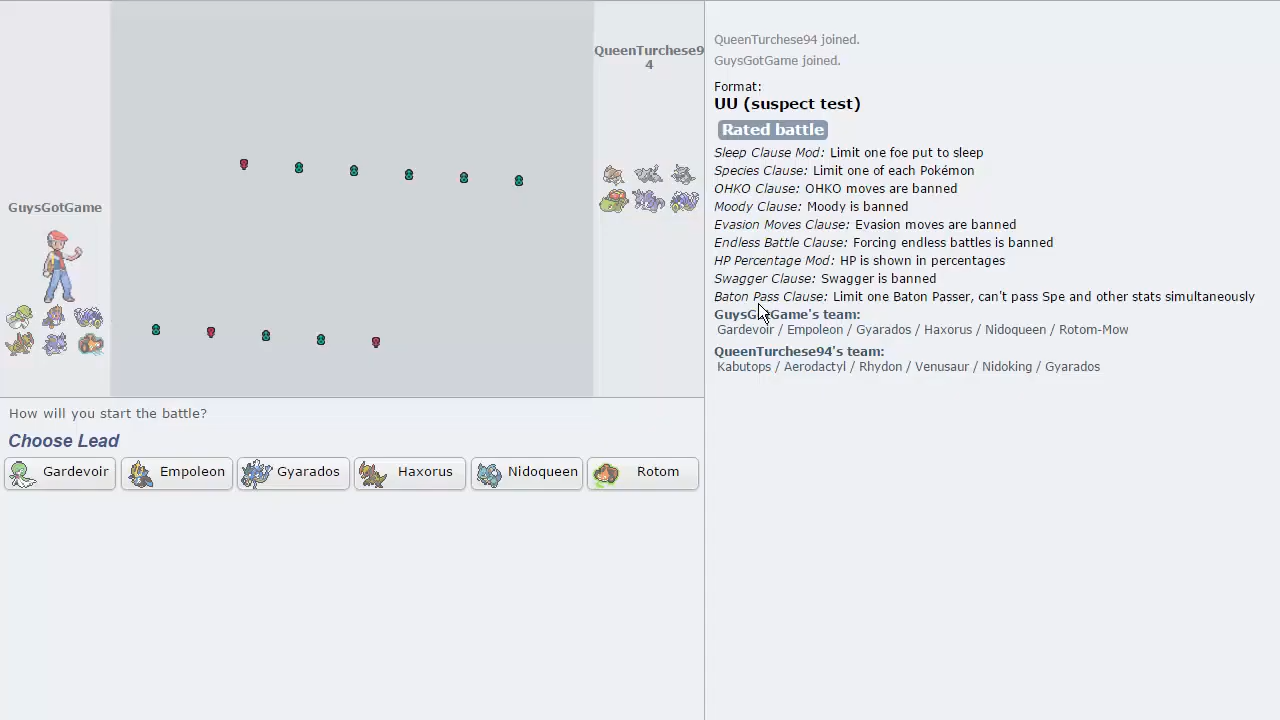 QueenTurchese94 joined.
GuysGotGame joined.
Format:
UU (suspect test)
Rated battle
Sleep Clause Mod: Limit one foe put to sleep
Species Clause: Limit one of each Pokémon
OHKO Clause: OHKO moves are banned
Moody Clause: Moody is banned
Evasion Moves Clause: Evasion moves are banned
Endless Battle Clause: Forcing endless battles is banned
HP Percentage Mod: HP is shown in percentages
Swagger Clause: Swagger is banned
Baton Pass Clause: Limit one Baton Passer, can't pass Spe and other stats simultaneously
GuysGotGame's team:
Gardevoir / Empoleon / Gyarados / Haxorus / Nidoqueen / Rotom-Mow
QueenTurchese94's team:
Kabutops / Aerodactyl / Rhydon / Venusaur / Nidoking / Gyarados
QueenTurchese9
4
GuysGotGame
How will you start the battle?
Choose Lead
Gardevoir
Empoleon
Gyarados
Haxorus
Nidoqueen
Rotom